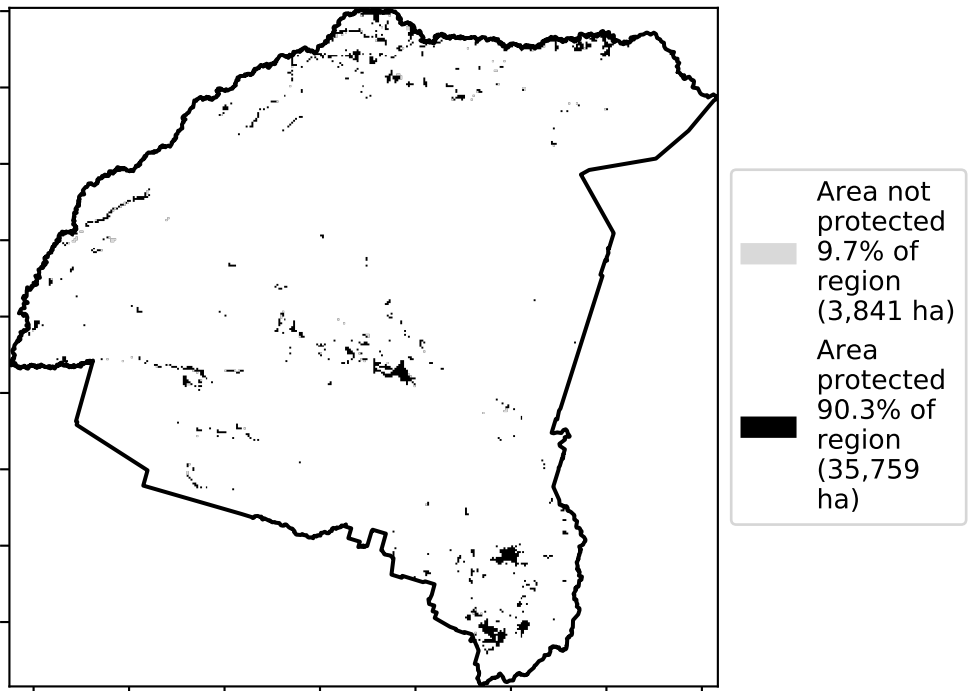 Area not
protected
9.7% of
region
(3,841 ha)
Area
protected
90.3% of
region
(35,759
ha)